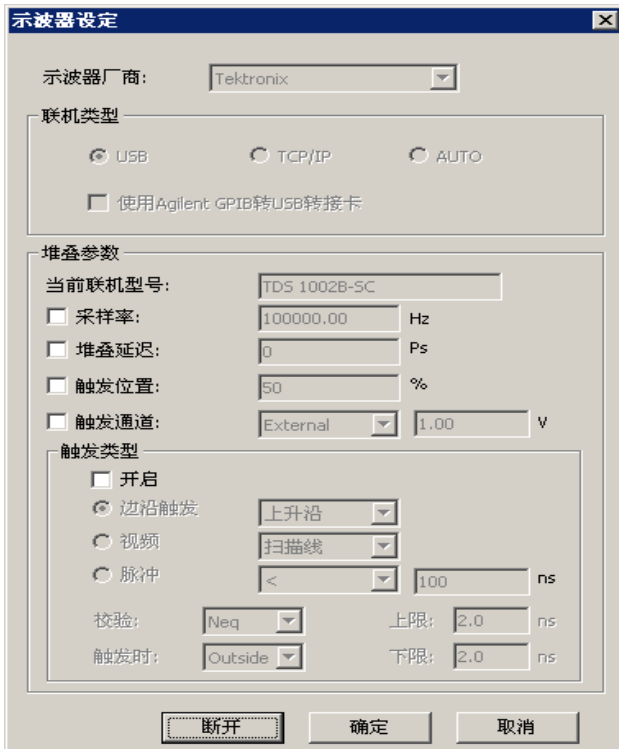 示波器设定
示波器厂商: Tektronix
联机类型
USB TCP/IP AUTO
使用Agilent GPIB转USB转接卡
堆叠参数
当前联机型号: TDS 1002B-SC
采样率: 100000.00 Hz
堆叠延迟: 0 Ps
触发位置: 50 %
触发通道: External 1.00 V
触发类型
开启
边沿触发 上升沿
视频 扫描线
脉冲 < 100 ns
校验: Neq 上限: 2.0 ns
触发时: Outside 下限: 2.0 ns
断开 确定 取消